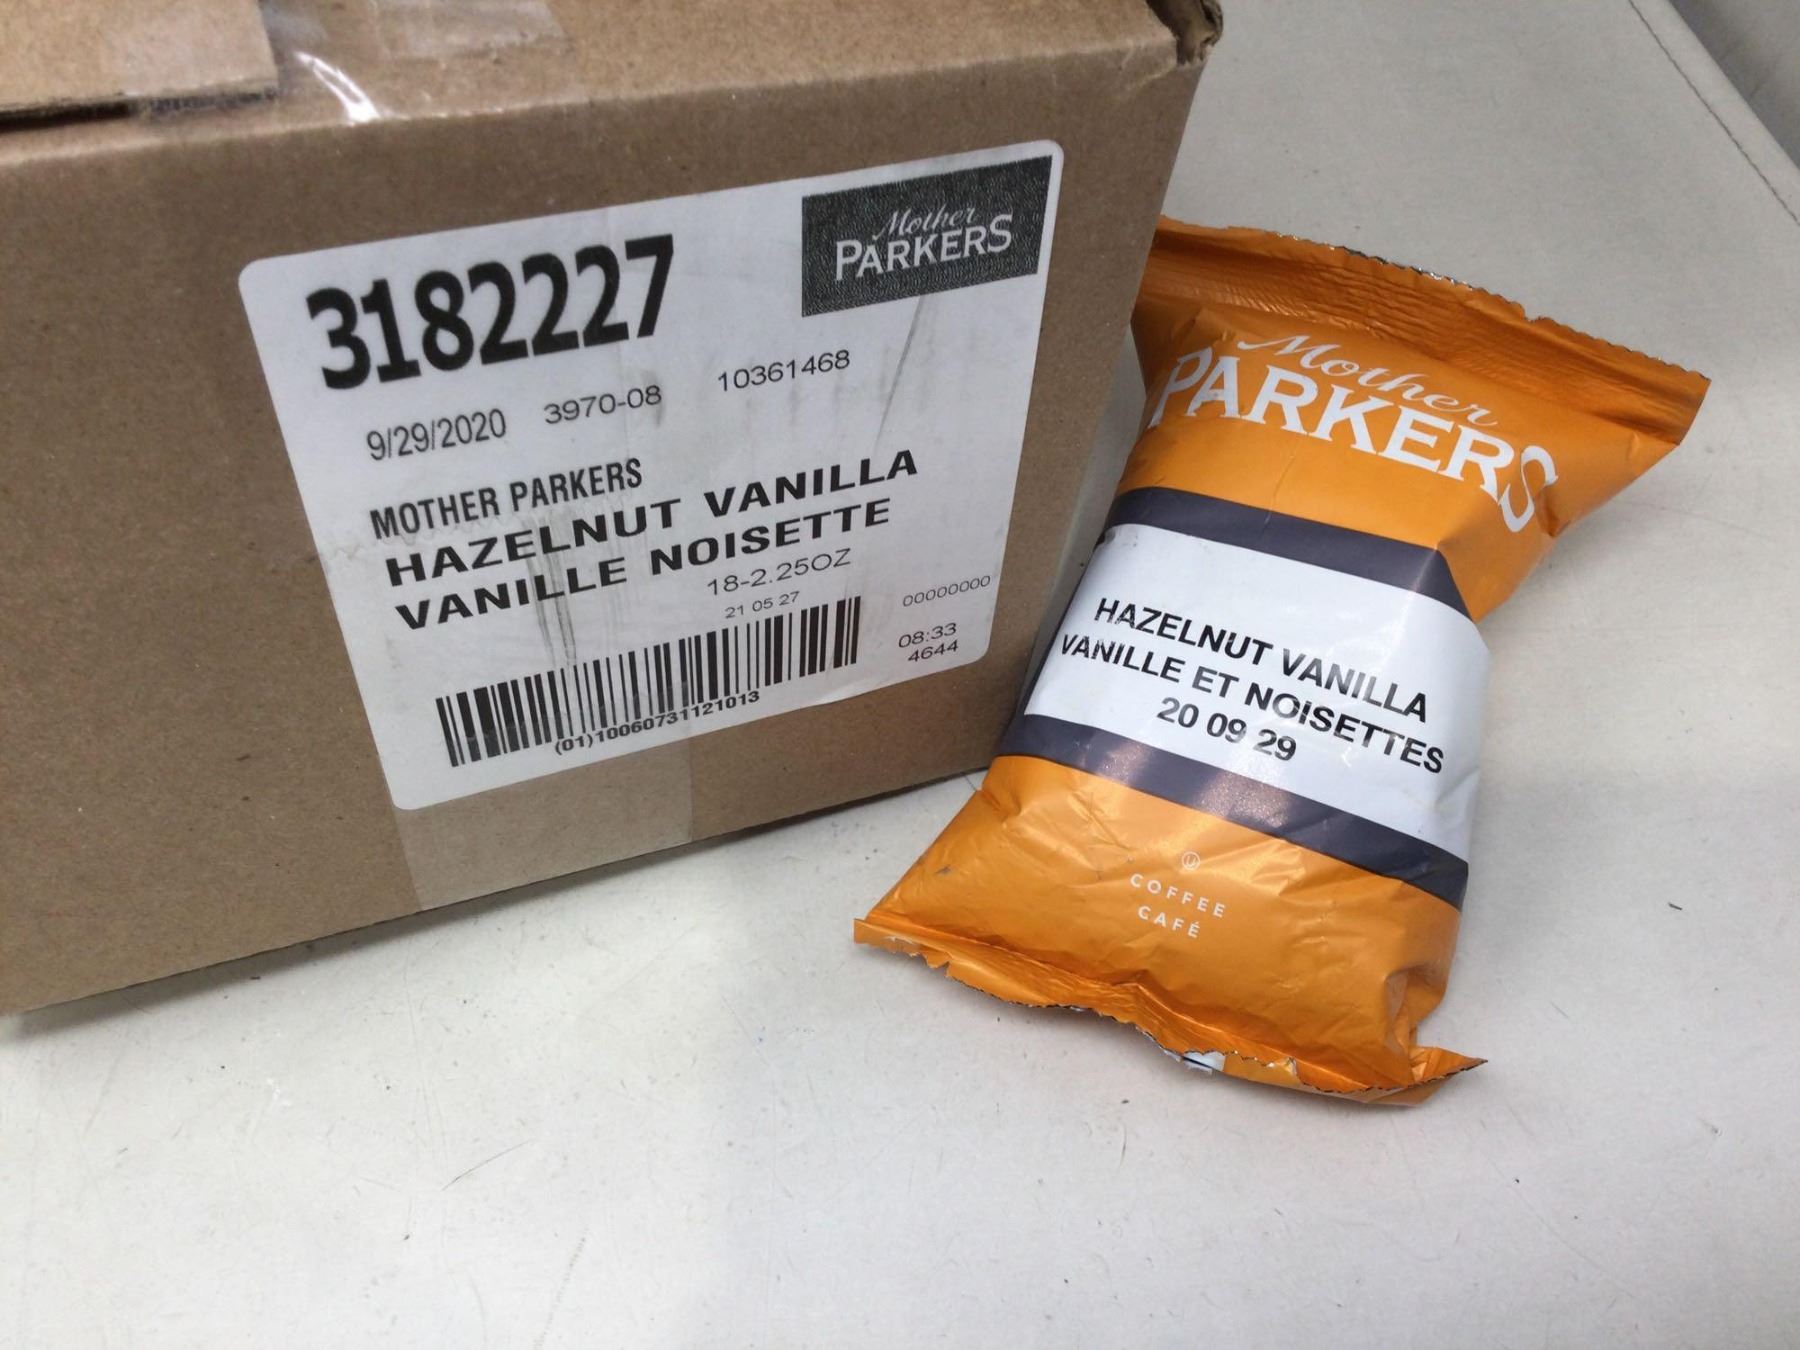 3182227
Mother
PARKERS
9/29/2020 3970-08 10361468
MOTHER PARKERS
HAZELNUT VANILLA
VANILLE NOISETTE
18-2.25OZ
21 05 27
00000000
08:33
4644
(01)10060731121013
Mother
PARKERS
HAZELNUT VANILLA
VANILLE ET NOISETTES
20 09 29
U
COFFEE
CAFÉ